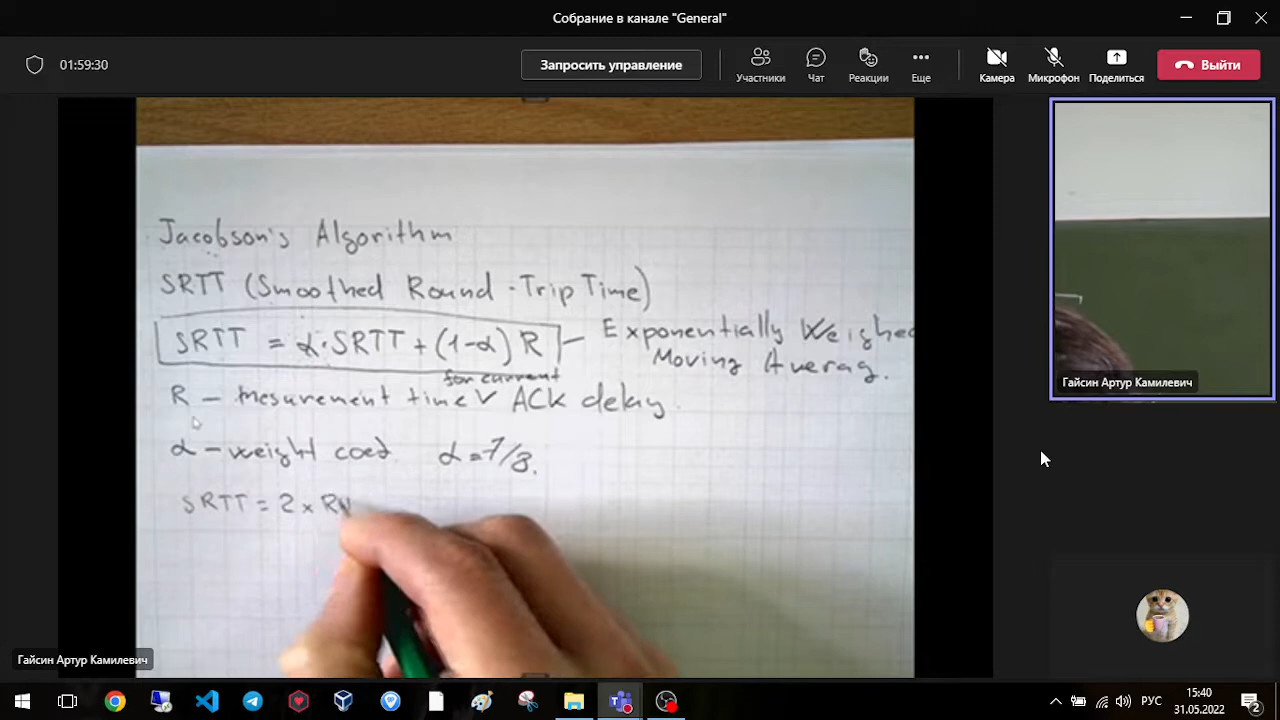 Собрание в канале "General"
01:59:30
Запросить управление
Участники
Чат
Реакции
Еще
Камера
Микрофон
Поделиться
Выйти
Jacobson's Algorithm
SRTT (Smoothed Round-Trip Time)
SRTT = α·SRTT + (1-α) R - Exponentially Weighed
Moving Averag.
for current
R - mesurement time V ACK delay
α - weight coed. α = 7/8.
SRTT = 2 x R
Гайсин Артур Камилевич
Гайсин Артур Камилевич
РУС
15:40
31.05.2022
2